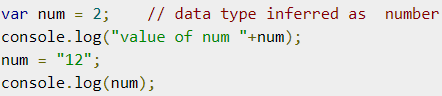 var num = 2;    // data type inferred as  number
console.log("value of num "+num);
num = "12";
console.log(num);